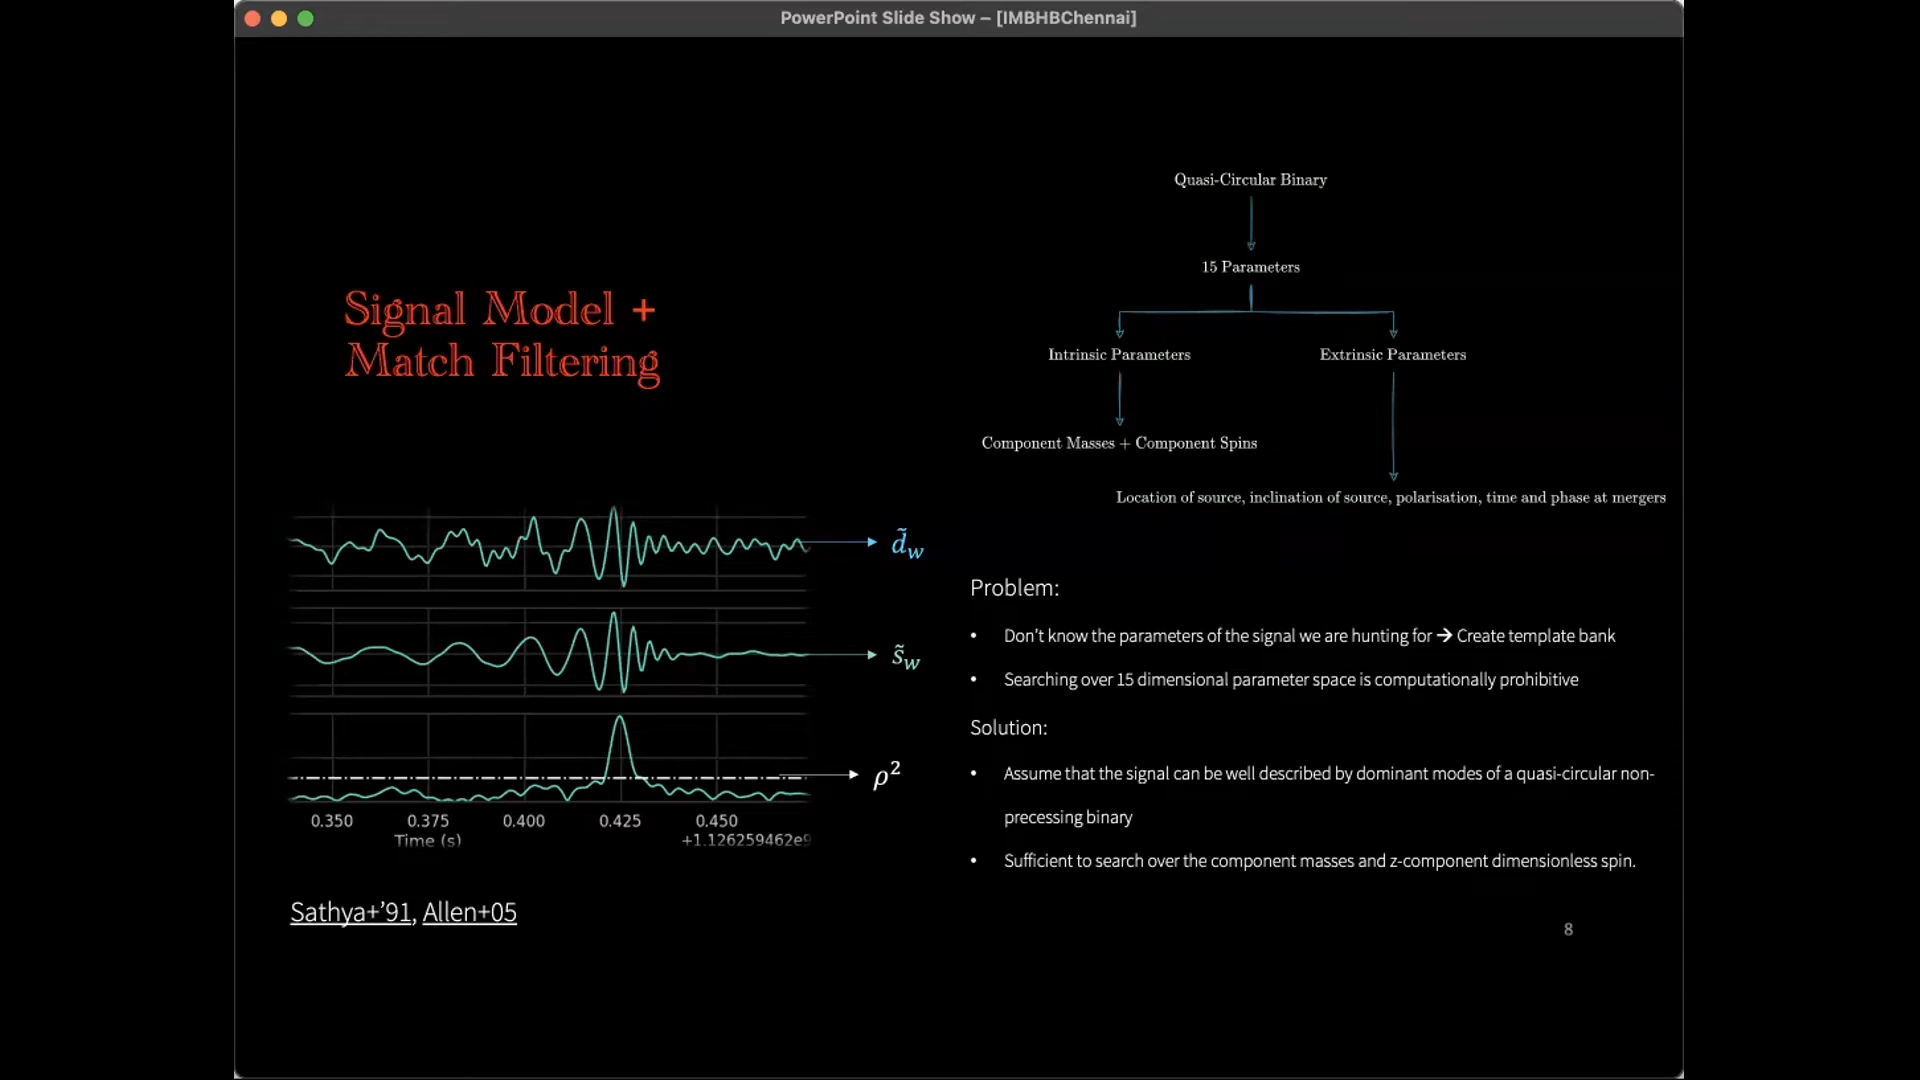 PowerPoint Slide Show – [IMBHBChennai]
Signal Model +
Match Filtering
Quasi-Circular Binary
15 Parameters
Intrinsic Parameters
Extrinsic Parameters
Component Masses + Component Spins
Location of source, inclination of source, polarisation, time and phase at mergers
d̃w
s̃w
ρ²
0.350 0.375 0.400 0.425 0.450
Time (s)
+1.126259462e9
Sathya+’91, Allen+05
Problem:
• Don’t know the parameters of the signal we are hunting for → Create template bank
• Searching over 15 dimensional parameter space is computationally prohibitive
Solution:
• Assume that the signal can be well described by dominant modes of a quasi-circular non-
precessing binary
• Sufficient to search over the component masses and z-component dimensionless spin.
8